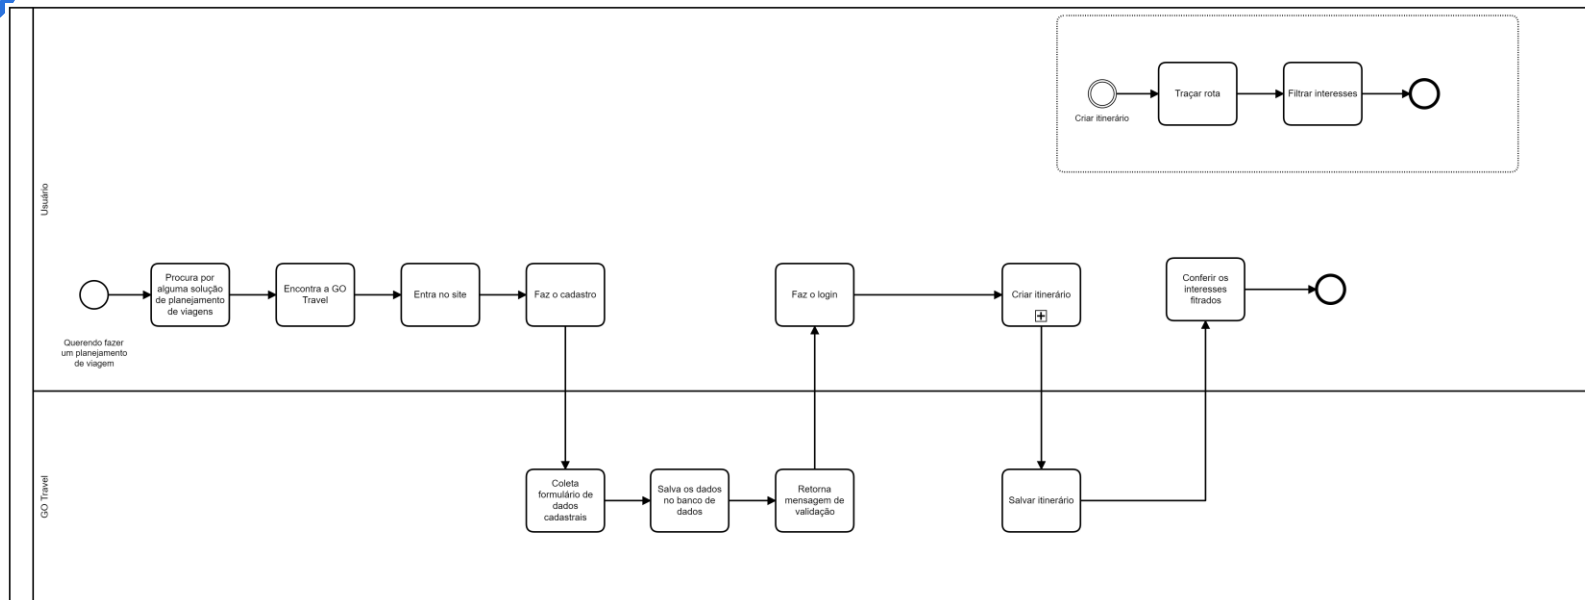 Traçar rota
Filtrar interesses
Criar itinerário
Usuário
Procura por
alguma solução
de planejamento
de viagens
Encontra a GO
Travel
Entra no site
Faz o cadastro
Faz o login
Criar itinerário
Conferir os
interesses
fitrados
Querendo fazer
um planejamento
de viagem
GO Travel
Coleta
formulário de
dados
cadastrais
Salva os dados
no banco de
dados
Retorna
mensagem de
validação
Salvar itinerário